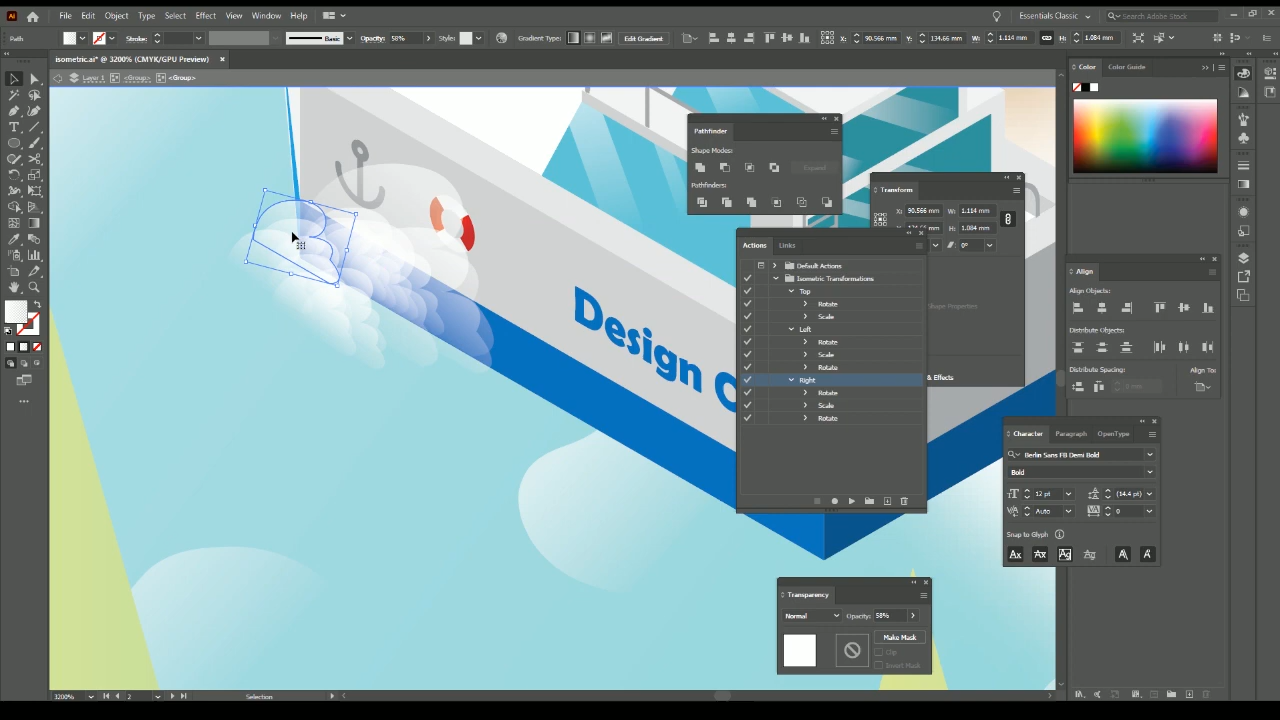 Ai File Edit Object Type Select Effect View Window Help Essentials Classic Search Adobe Stock
Path Stroke: Basic Opacity: 58% Style: Gradient Type: Edit Gradient X: 90.566 mm Y: 134.66 mm W: 1.114 mm H: 1.084 mm
isometric.ai* @ 3200% (CMYK/GPU Preview) ×
Layer 1 <Group> <Group>
Color Color Guide
Pathfinder
Shape Modes:
Expand
Pathfinders:
Transform
X: 90.566 mm W: 1.114 mm
1.084 mm
0°
& Effects
Actions Links
Default Actions
Isometric Transformations
Top
Rotate
Scale
Left
Rotate
Scale
Rotate
Right
Rotate
Scale
Rotate
Align
Align Objects:
Distribute Objects:
Distribute Spacing: Align To:
0 mm
Character Paragraph OpenType
Berlin Sans FB Demi Bold
Bold
12 pt (14.4 pt)
Auto 0
Snap to Glyph
Design
Transparency
Normal Opacity: 58%
Make Mask
Clip
Invert Mask
3200% 2 Selection